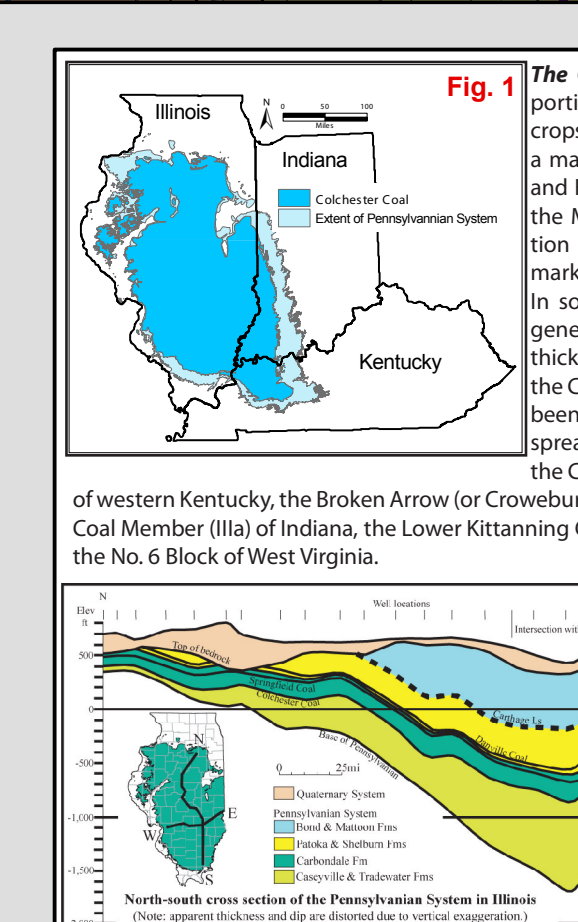 Fig. 1
Illinois
N
0 50 100
Miles
Indiana
Colchester Coal
Extent of Pennsylvannian System
Kentucky
The
porti
crops
a ma
and
the M
tion
mark
In so
gene
thick
the C
been
sprea
the C
of western Kentucky, the Broken Arrow (or Crowebur
Coal Member (IIIa) of Indiana, the Lower Kittanning
the No. 6 Block of West Virginia.
N
Elev
ft
Well locations
Intersection wit
500
0
-500
-1,000
-1,500
Top of bedrock
Springfield Coal
Colchester Coal
Base of Pennsylvanian
Carthage Ls
Danville Coal
N
E
W
S
0 25mi
Quaternary System
Pennsylvanian System
Bond & Mattoon Fms
Patoka & Shelburn Fms
Carbondale Fm
Caseyville & Tradewater Fms
North-south cross section of the Pennsylvanian System in Illinois
(Note: apparent thickness and dip are distorted due to vertical exaggeration.)